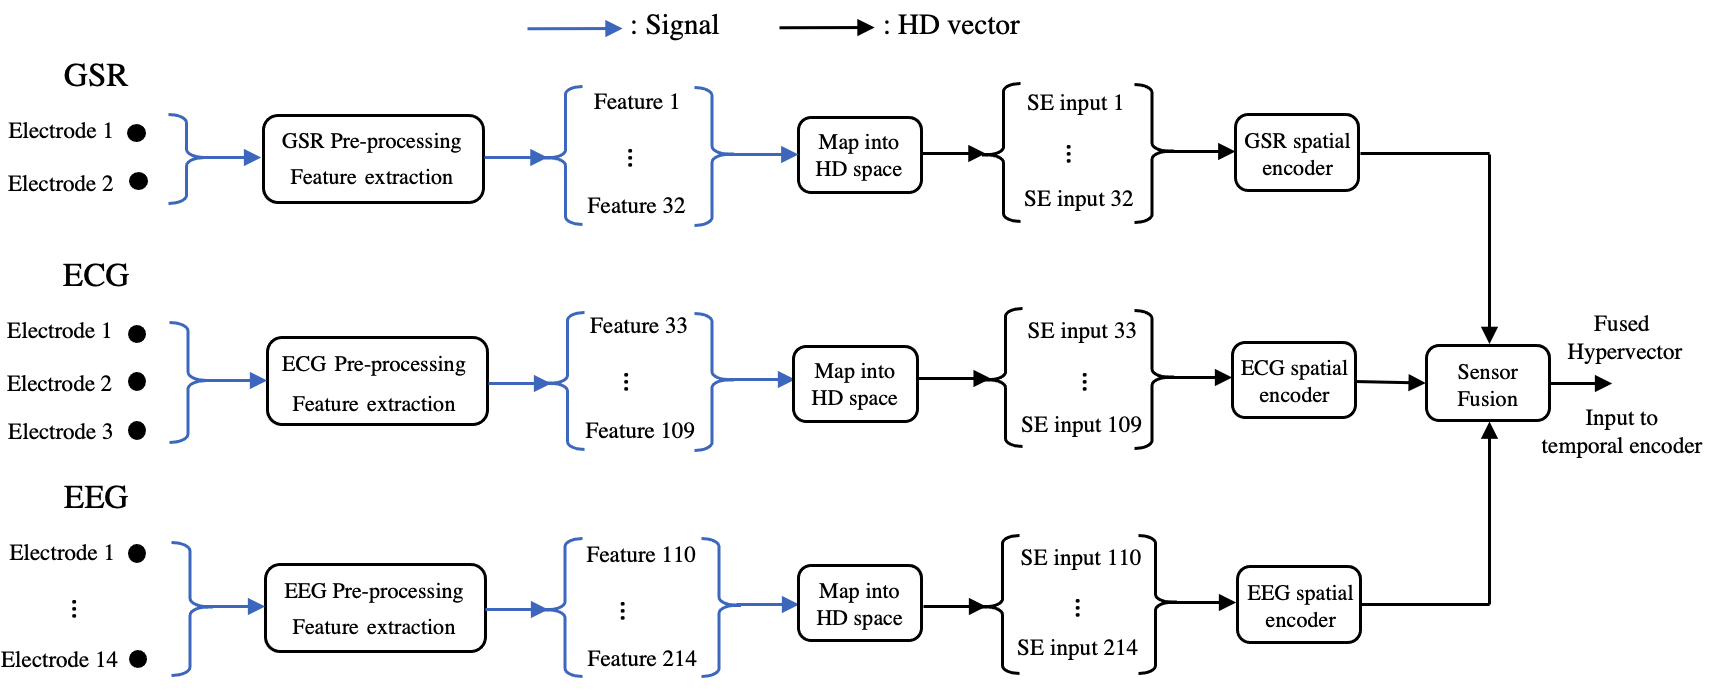 : Signal
: HD vector
GSR
Electrode 1
Electrode 2
GSR Pre-processing
Feature extraction
Feature 1
⋮
Feature 32
Map into
HD space
SE input 1
⋮
SE input 32
GSR spatial
encoder
ECG
Electrode 1
Electrode 2
Electrode 3
ECG Pre-processing
Feature extraction
Feature 33
⋮
Feature 109
Map into
HD space
SE input 33
⋮
SE input 109
ECG spatial
encoder
Sensor
Fusion
Fused
Hypervector
Input to
temporal encoder
EEG
Electrode 1
⋮
Electrode 14
EEG Pre-processing
Feature extraction
Feature 110
⋮
Feature 214
Map into
HD space
SE input 110
⋮
SE input 214
EEG spatial
encoder